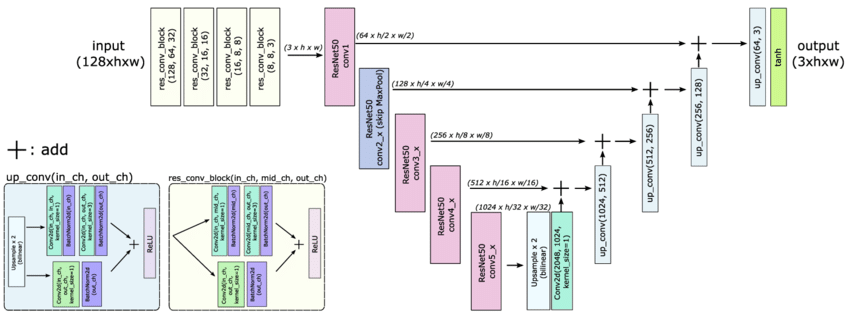 input
(128xhxw)
res_conv_block
(128, 64, 32)
res_conv_block
(32, 16, 16)
res_conv_block
(16, 8, 8)
res_conv_block
(8, 8, 3)
(3 x h x w)
ResNet50
conv1
(64 x h/2 x w/2)
+
up_conv(64, 3)
tanh
output
(3xhxw)
ResNet50
conv2_x (skip MaxPool)
(128 x h/4 x w/4)
+
up_conv(256, 128)
ResNet50
conv3_x
(256 x h/8 x w/8)
+
up_conv(512, 256)
ResNet50
conv4_x
(512 x h/16 x w/16)
+
up_conv(1024, 512)
ResNet50
conv5_x
(1024 x h/32 x w/32)
Upsample x 2
(bilinear)
Conv2d(2048, 1024,
kernel_size=1)
+: add
up_conv(in_ch, out_ch)
Upsample x 2
(bilinear)
Conv2d(in_ch, in_ch,
kernel_size=1)
BatchNorm2d(in_ch)
Conv2d(in_ch, out_ch,
kernel_size=3)
BatchNorm2d(out_ch)
Conv2d(in_ch,
out_ch,
kernel_size=1)
BatchNorm2d
(out_ch)
+
ReLU
res_conv_block(in_ch, mid_ch, out_ch)
Conv2d(in_ch, mid_ch,
kernel_size=1)
BatchNorm2d(mid_ch)
Conv2d(mid_ch, out_ch,
kernel_size=3)
BatchNorm2d(out_ch)
Conv2d(in_ch,
out_ch,
kernel_size=1)
BatchNorm2d
(out_ch)
+
ReLU